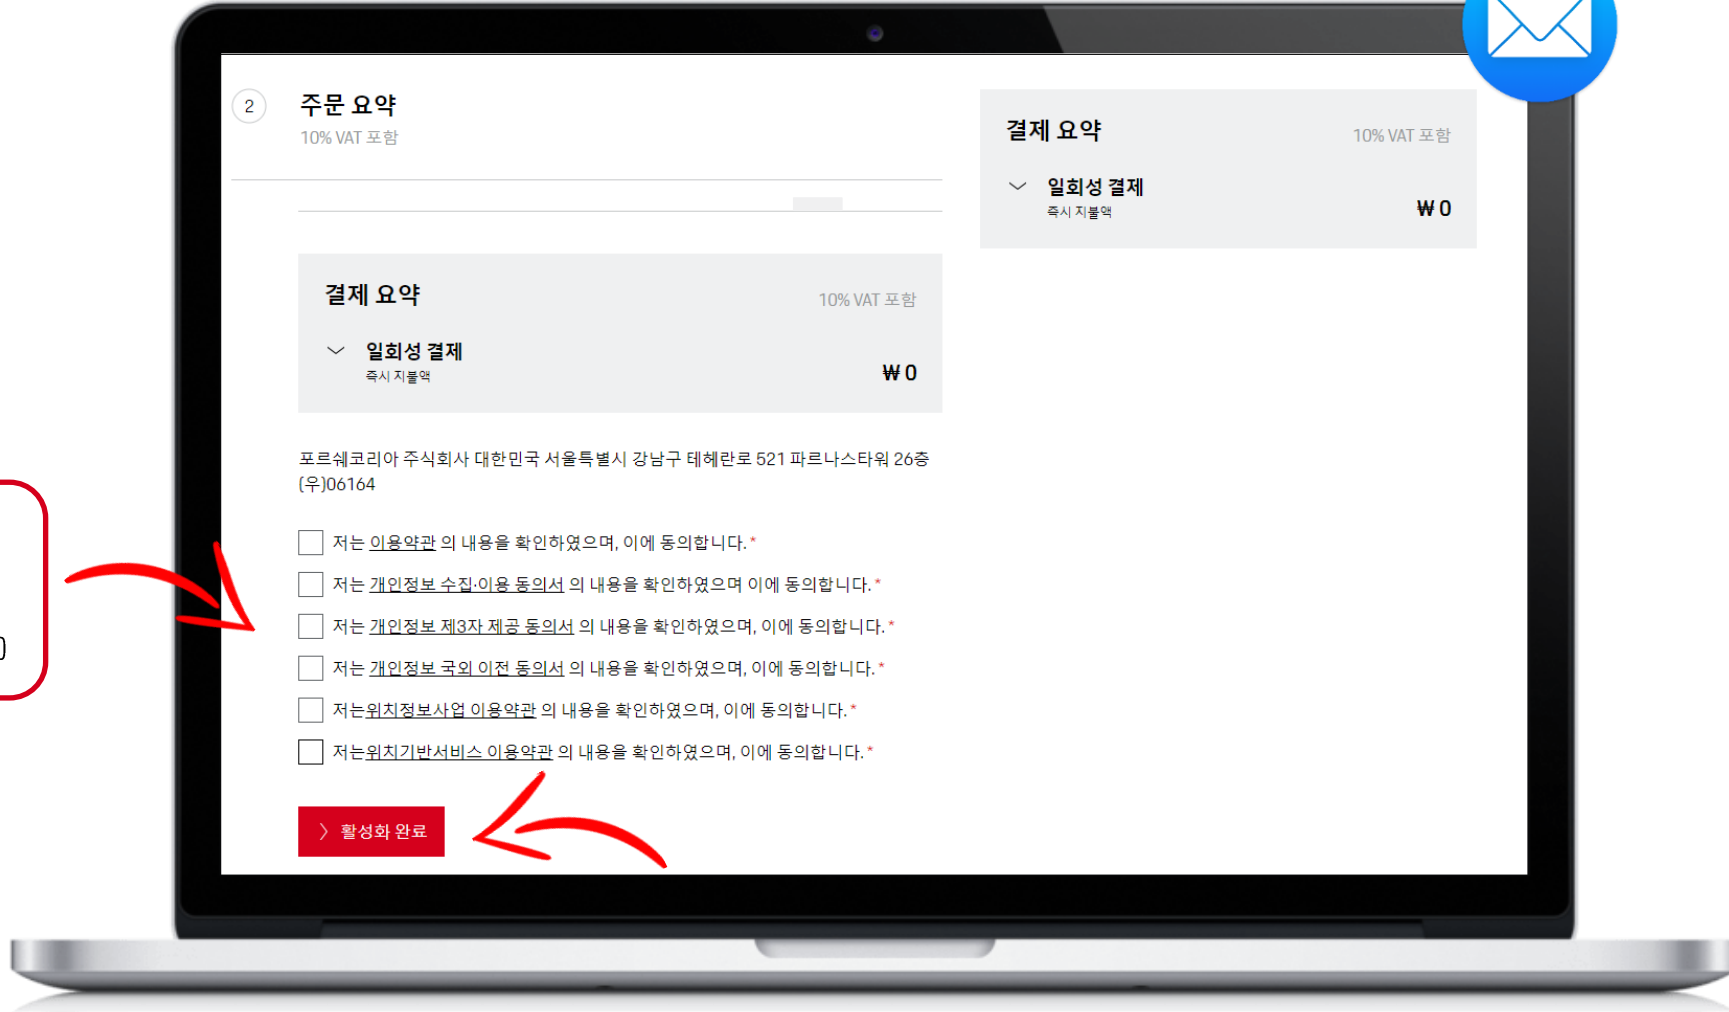 2
주문 요약
10% VAT 포함
결제 요약
10% VAT 포함
일회성 결제
즉시 지불액
₩ 0
결제 요약
10% VAT 포함
일회성 결제
즉시 지불액
₩ 0
포르쉐코리아 주식회사 대한민국 서울특별시 강남구 테헤란로 521 파르나스타워 26층
(우)06164
저는 이용약관 의 내용을 확인하였으며, 이에 동의합니다. *
저는 개인정보 수집·이용 동의서 의 내용을 확인하였으며 이에 동의합니다. *
저는 개인정보 제3자 제공 동의서 의 내용을 확인하였으며, 이에 동의합니다. *
저는 개인정보 국외 이전 동의서 의 내용을 확인하였으며, 이에 동의합니다. *
저는위치정보사업 이용약관 의 내용을 확인하였으며, 이에 동의합니다. *
저는위치기반서비스 이용약관 의 내용을 확인하였으며, 이에 동의합니다. *
활성화 완료